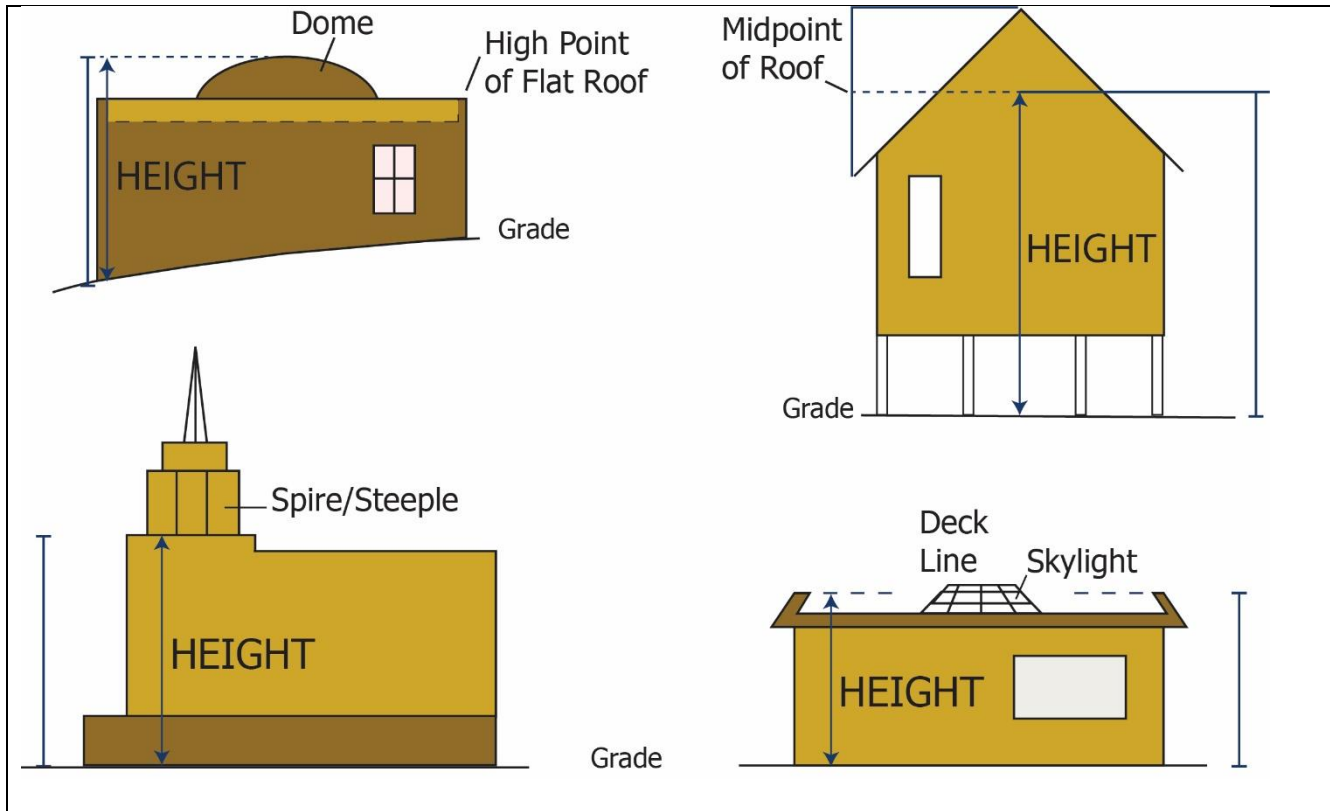 Dome
High Point
of Flat Roof
HEIGHT
Grade
Midpoint
of Roof
HEIGHT
Grade
Spire/Steeple
HEIGHT
Grade
Deck
Line
Skylight
HEIGHT